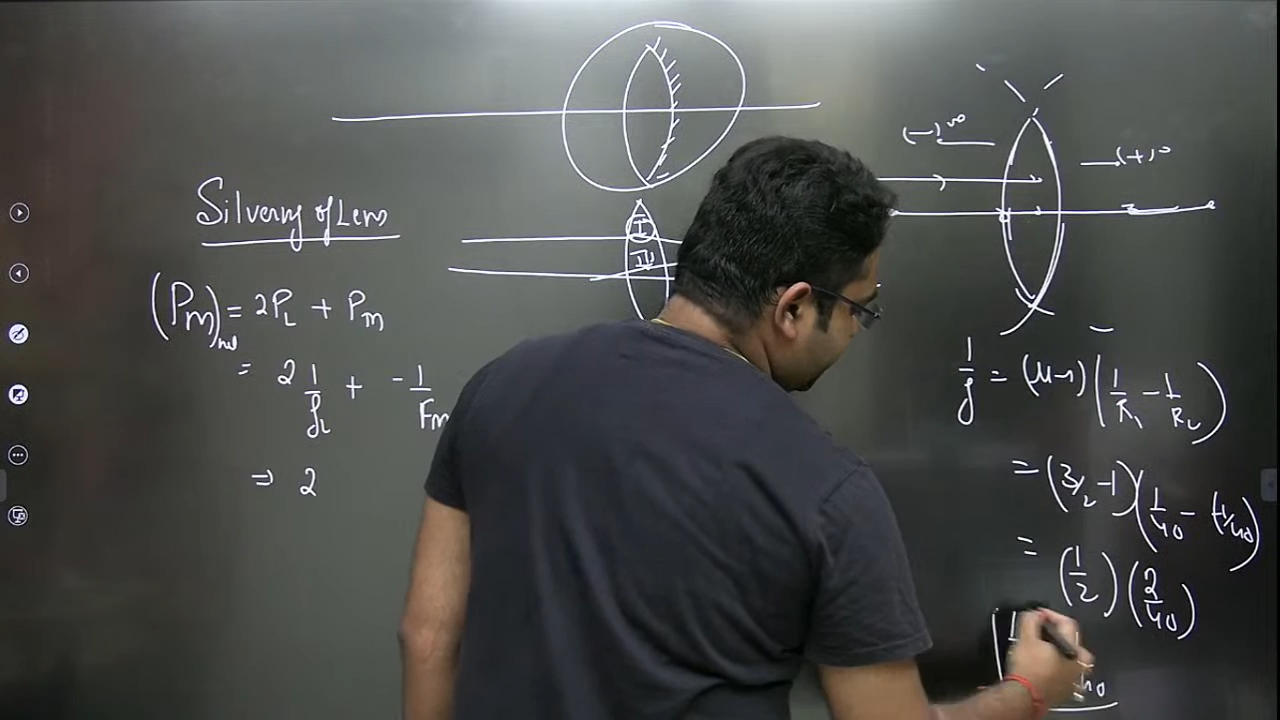 Silvering of Lens
(Pm)net = 2PL + Pm
= 2 1/fL + -1/Fm
⇒ 2
I
II
(-)ve
(+)ve
1/f = (μ-1)(1/R1 - 1/R2)
= (3/2 - 1)(1/40 - (-1/40))
= (1/2)(2/40)